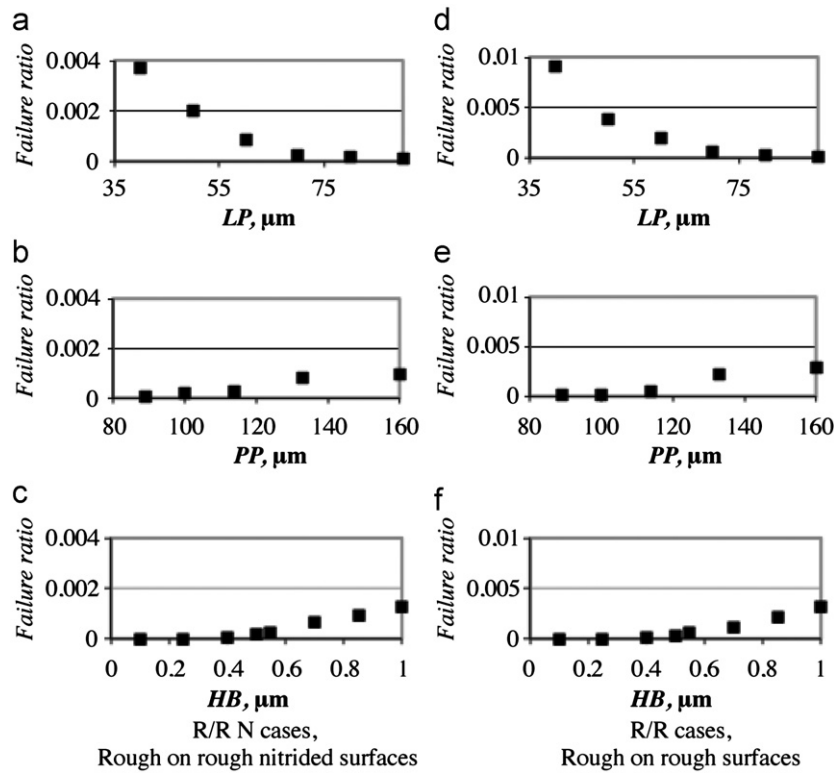 a
Failure ratio
0.004
0.002
0
35
55
75
LP, μm
d
Failure ratio
0.01
0.005
0
35
55
75
LP, μm
b
Failure ratio
0.004
0.002
0
80 100 120 140 160
PP, μm
e
Failure ratio
0.01
0.005
0
80 100 120 140 160
PP, μm
c
Failure ratio
0.004
0.002
0
0 0.2 0.4 0.6 0.8 1
HB, μm
R/R N cases,
Rough on rough nitrided surfaces
f
Failure ratio
0.01
0.005
0
0 0.2 0.4 0.6 0.8 1
HB, μm
R/R cases,
Rough on rough surfaces